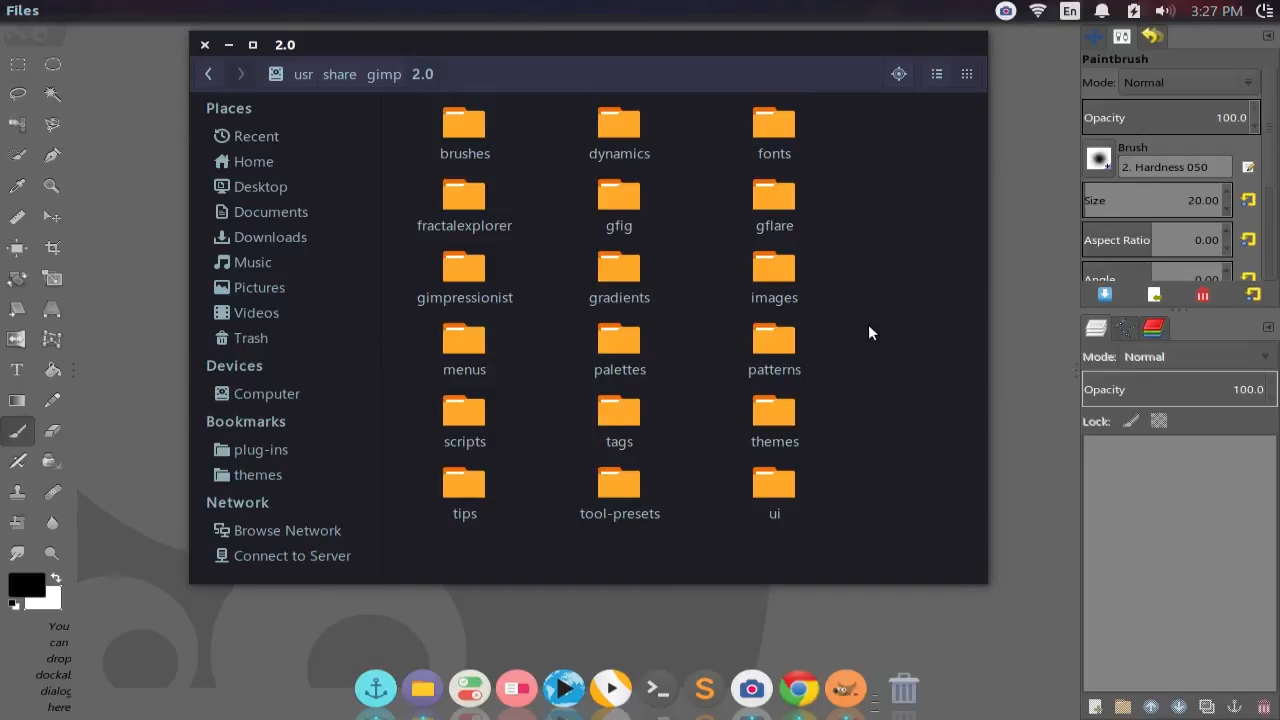 Files
En
3:27 PM
2.0
usr share gimp 2.0
Places
Recent
Home
Desktop
Documents
Downloads
Music
Pictures
Videos
Trash
Devices
Computer
Bookmarks
plug-ins
themes
Network
Browse Network
Connect to Server
brushes dynamics fonts
fractalexplorer gfig gflare
gimpressionist gradients images
menus palettes patterns
scripts tags themes
tips tool-presets ui
Paintbrush
Mode: Normal
Opacity 100.0
Brush
2. Hardness 050
Size 20.00
Aspect Ratio 0.00
Angle 0.00
Mode: Normal
Opacity 100.0
Lock:
You
can
drop
dockab
dialog
here